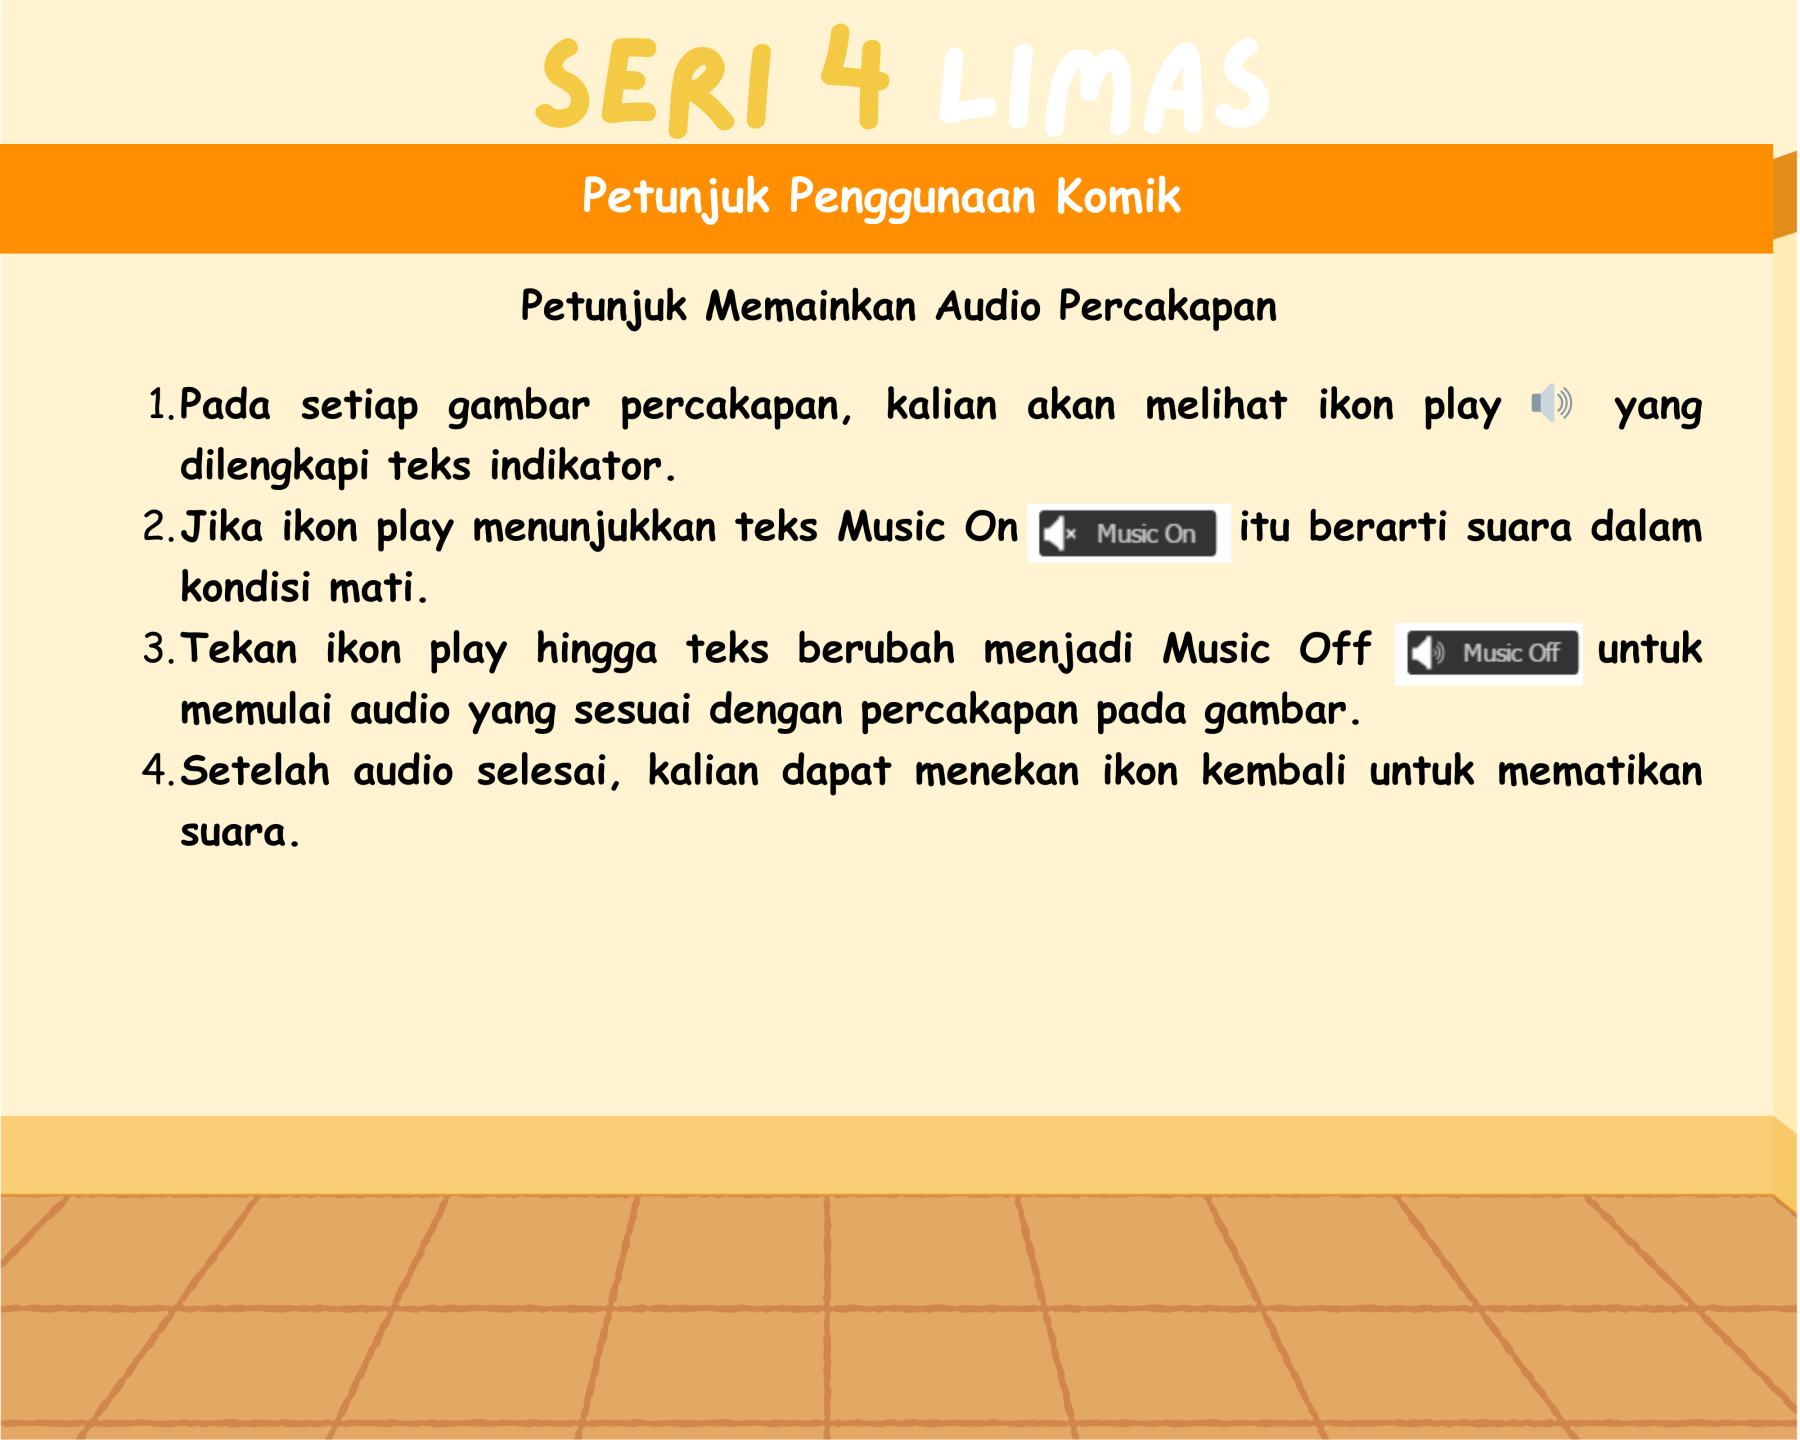 SERI 4 LIMAS
Petunjuk Penggunaan Komik
Petunjuk Memainkan Audio Percakapan
1. Pada setiap gambar percakapan, kalian akan melihat ikon play yang
dilengkapi teks indikator.
2. Jika ikon play menunjukkan teks Music On Music On itu berarti suara dalam
kondisi mati.
3. Tekan ikon play hingga teks berubah menjadi Music Off Music Off untuk
memulai audio yang sesuai dengan percakapan pada gambar.
4. Setelah audio selesai, kalian dapat menekan ikon kembali untuk mematikan
suara.